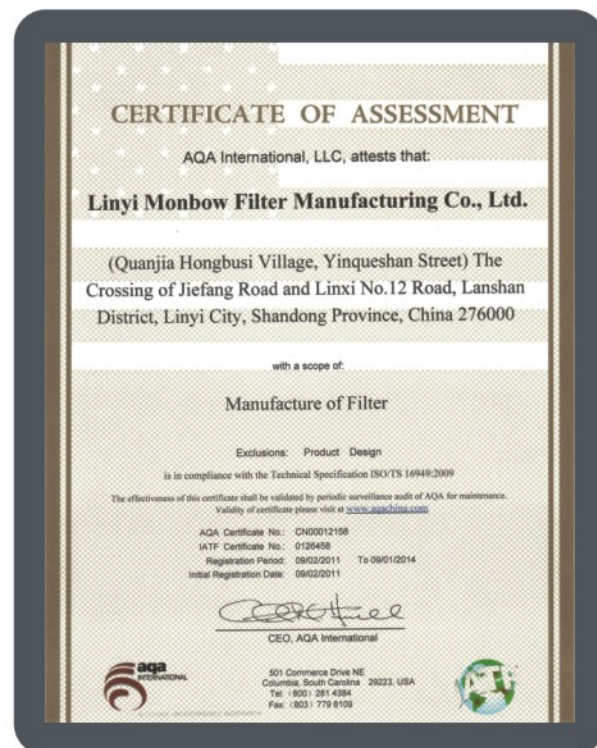 CERTIFICATE OF ASSESSMENT
AQA International, LLC, attests that:
Linyi Monbow Filter Manufacturing Co., Ltd.
(Quanjia Hongbusi Village, Yinqueshan Street) The
Crossing of Jiefang Road and Linxi No.12 Road, Lanshan
District, Linyi City, Shandong Province, China 276000
with a scope of:
Manufacture of Filter
Exclusions: Product Design
is in compliance with the Technical Specification ISO/TS 16949:2009
The effectiveness of this certificate shall be validated by periodic surveillance audit of AQA for maintenance.
Validity of certificate please visit at www.aqachina.com
AQA Certificate No.: CN00012158
IATF Certificate No.: 0126458
Registration Period: 09/02/2011 To 09/01/2014
Initial Registration Date: 09/02/2011
CEO, AQA International
aqa
INTERNATIONAL
501 Commerce Drive NE
Columbia, South Carolina 29223, USA
Tel: (800) 281 4384
Fax: (803) 779 8109
IATF